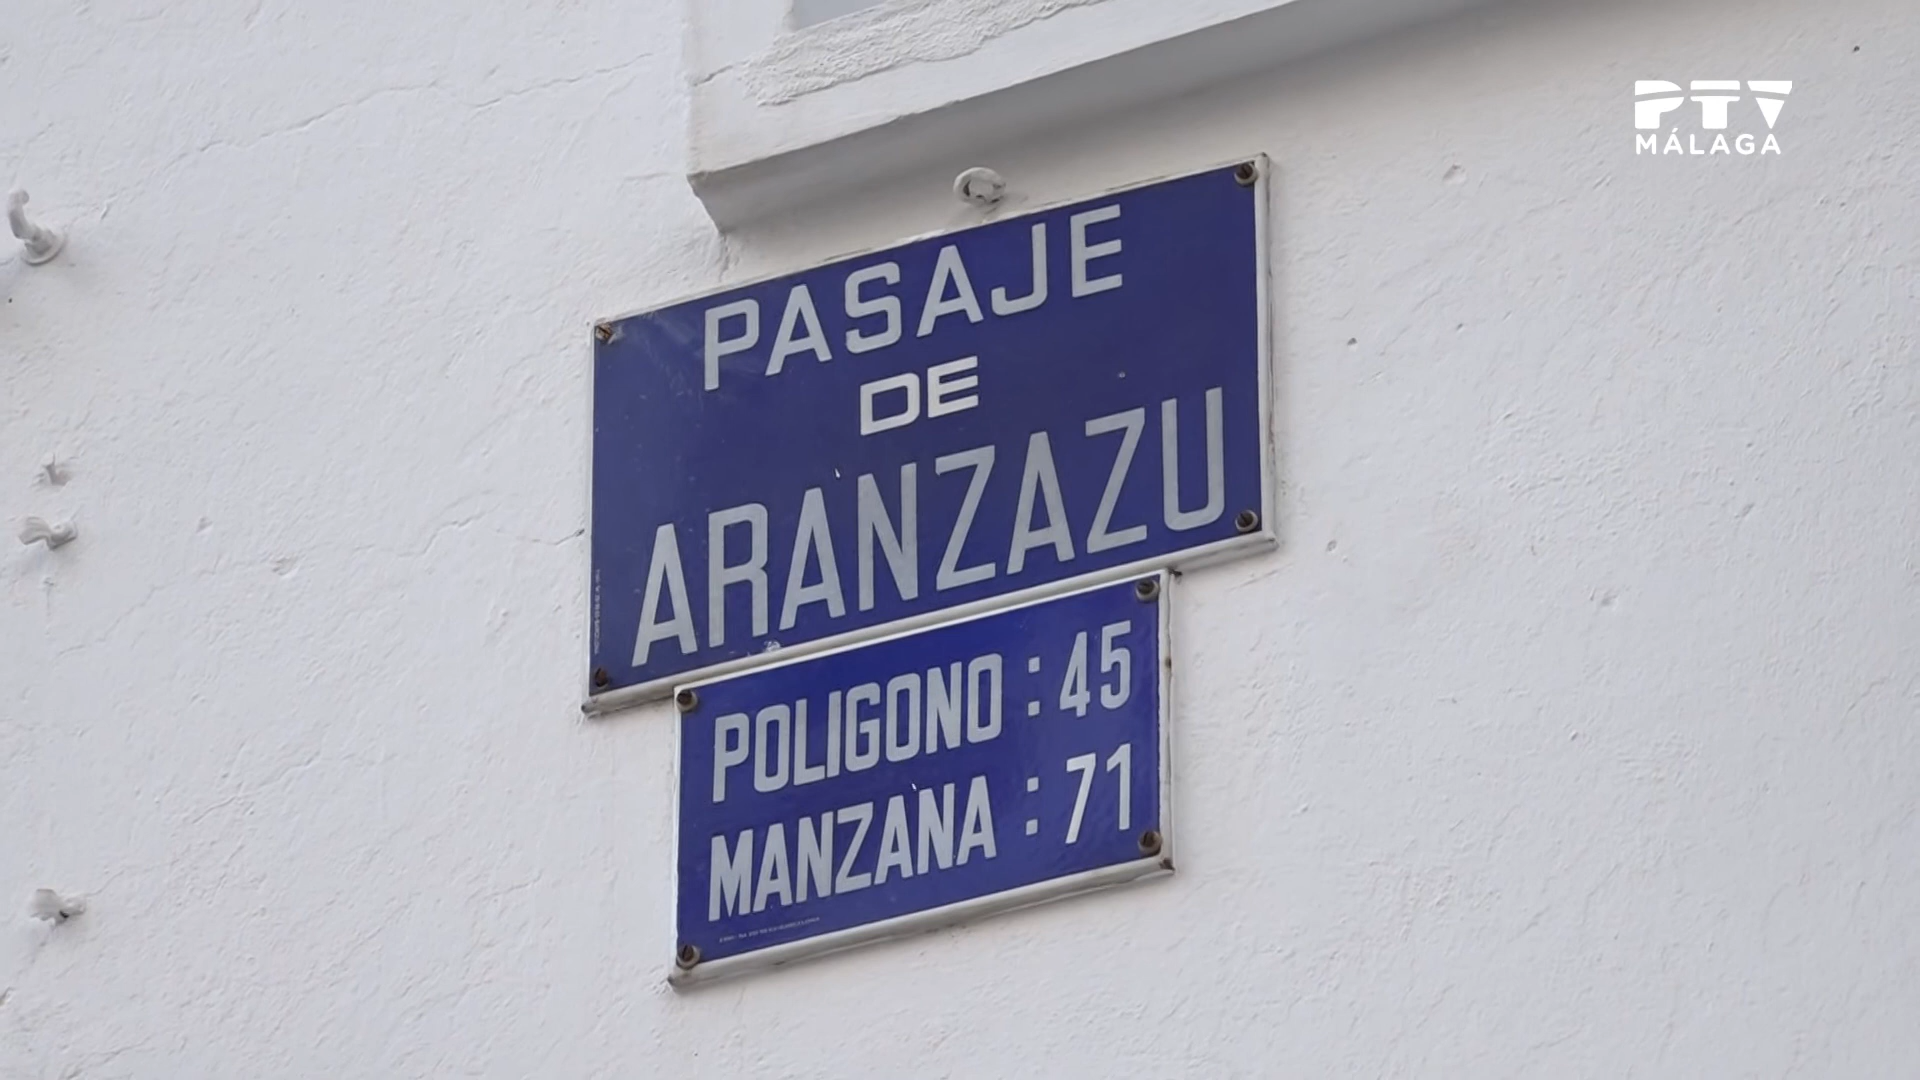 PTV
MÁLAGA
PASAJE
DE
ARANZAZU
POLIGONO : 45
MANZANA : 71